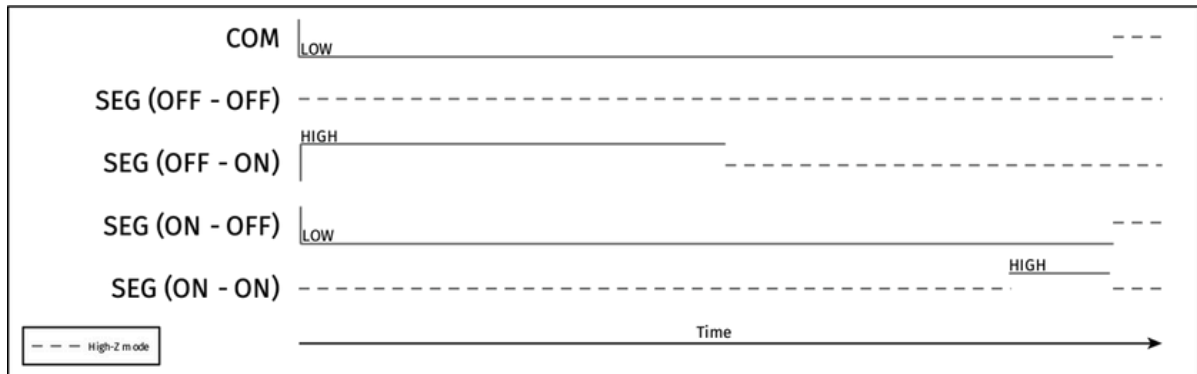 COM
LOW
SEG (OFF - OFF)
HIGH
SEG (OFF - ON)
SEG (ON - OFF)
LOW
HIGH
SEG (ON - ON)
Time
High-Z mode